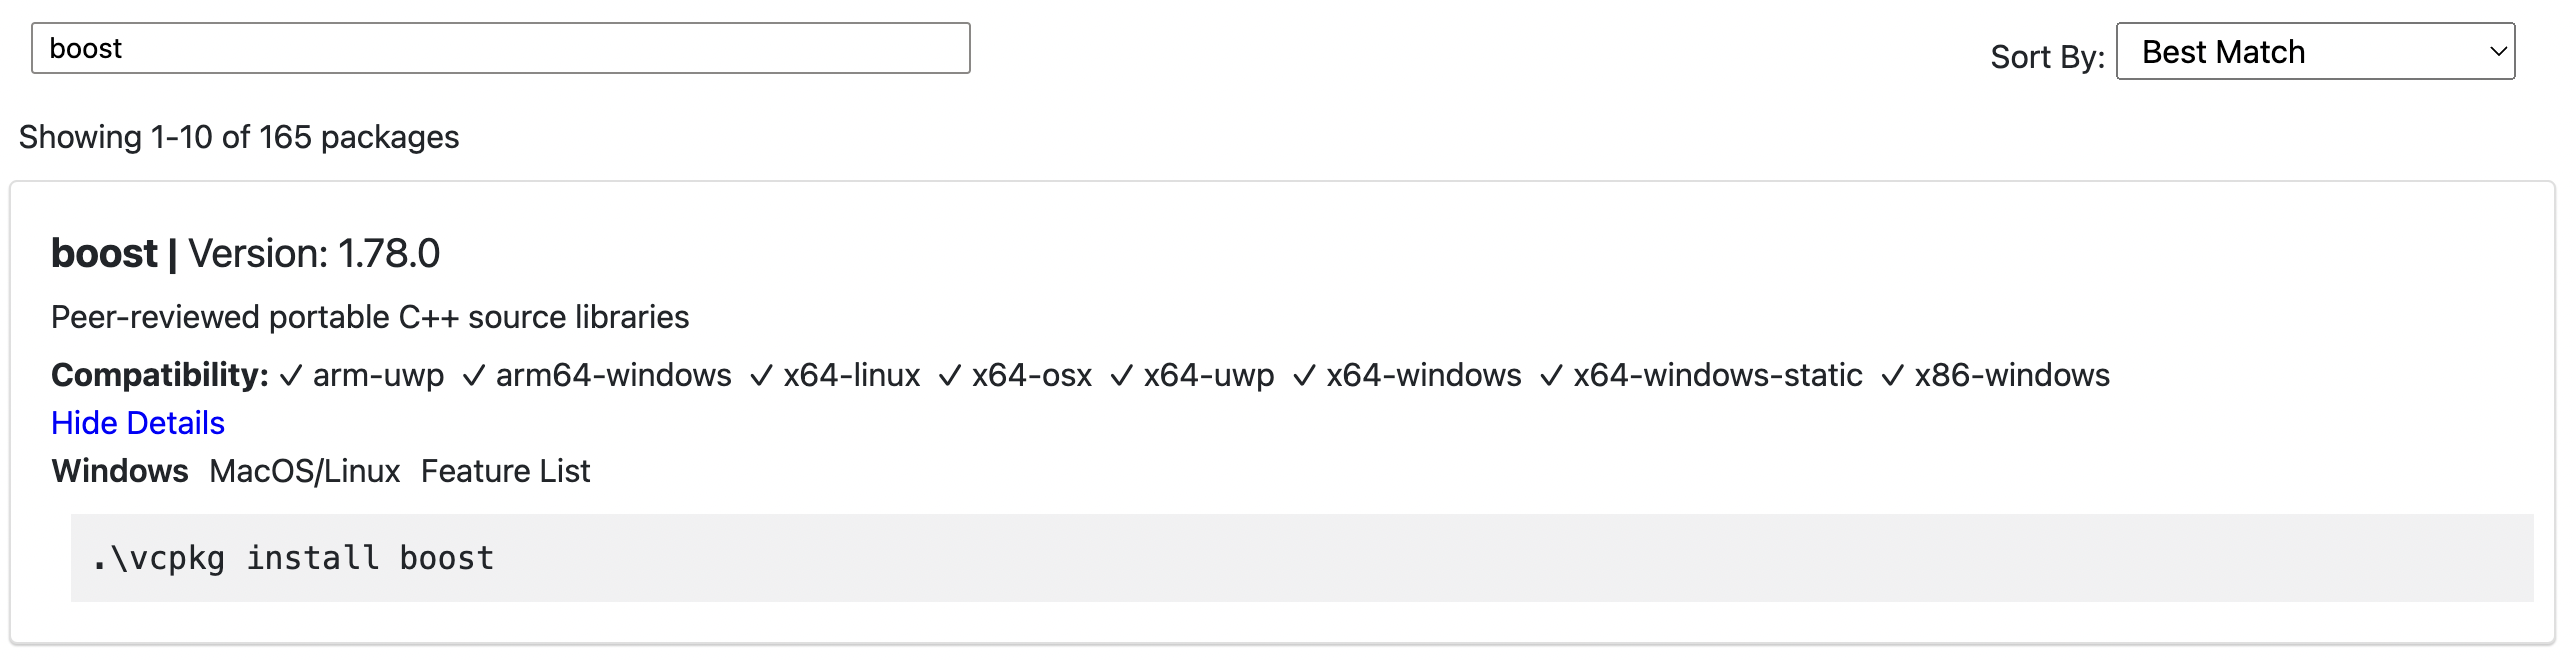 boost
Sort By: Best Match
Showing 1-10 of 165 packages
boost | Version: 1.78.0
Peer-reviewed portable C++ source libraries
Compatibility: ✓ arm-uwp ✓ arm64-windows ✓ x64-linux ✓ x64-osx ✓ x64-uwp ✓ x64-windows ✓ x64-windows-static ✓ x86-windows
Hide Details
Windows MacOS/Linux Feature List
.\vcpkg install boost